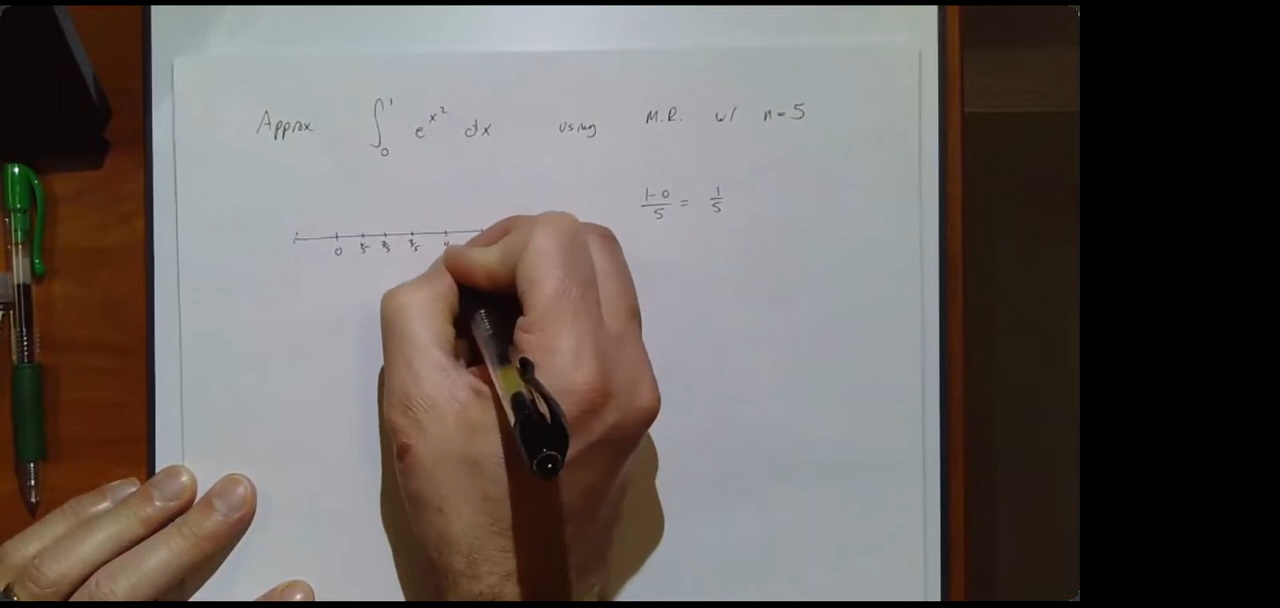 Approx ∫₀¹ e^{x²} dx using M.R. w/ n=5
(1-0)/5 = 1/5
0 1/5 2/5 3/5 4